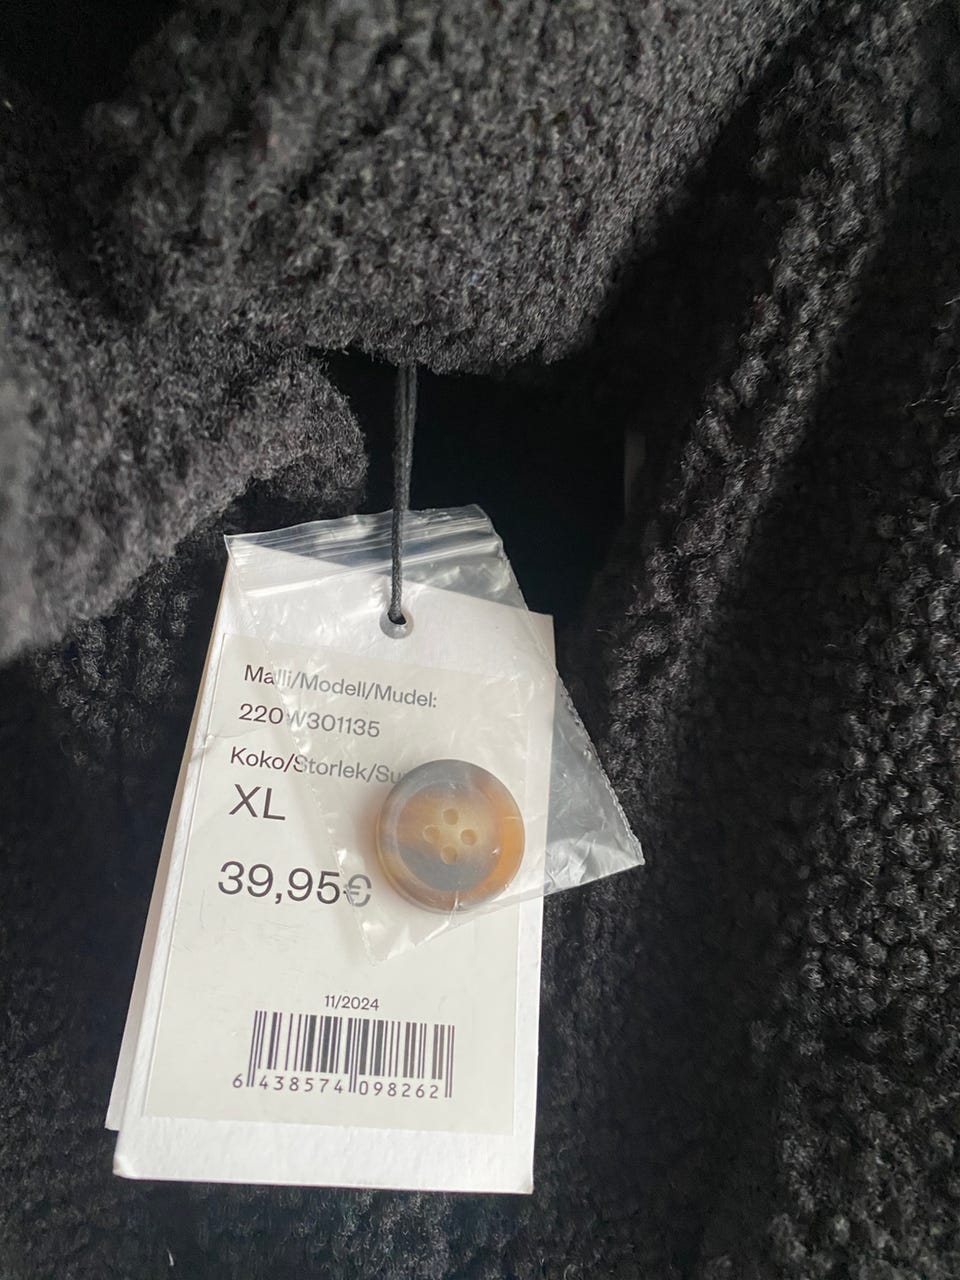 Malli/Modell/Mudel:
220W301135
Koko/Storlek/Su
XL
39,95€
11/2024
6 438574 098262